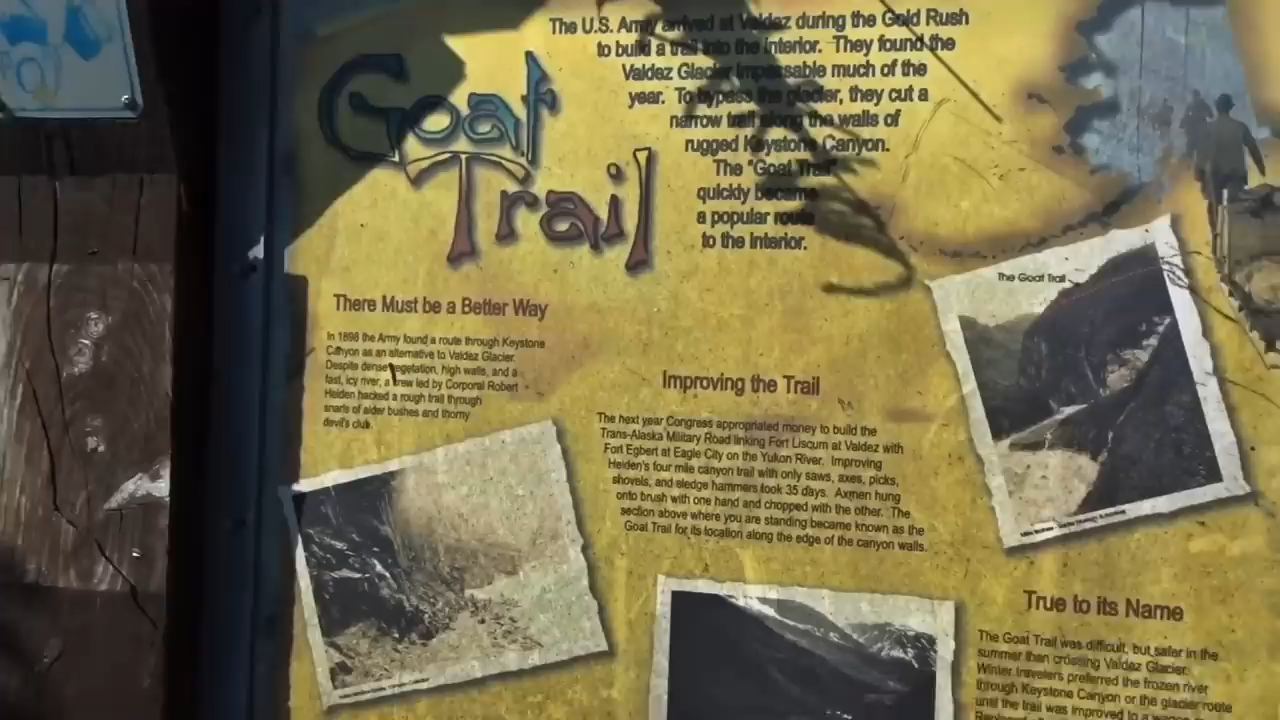 Goat
Trail
The U.S. Army arrived at Valdez during the Gold Rush
to build a trail into the Interior. They found the
Valdez Glacier impassable much of the
year. To bypass the glacier, they cut a
narrow trail along the walls of
rugged Keystone Canyon.
The "Goat Trail"
quickly became
a popular route
to the Interior.
There Must be a Better Way
In 1898 the Army found a route through Keystone
Canyon as an alternative to Valdez Glacier.
Despite dense vegetation, high walls, and a
fast, icy river, a crew led by Corporal Robert
Heiden hacked a rough trail through
snarls of alder bushes and thorny
devil's club.
Improving the Trail
The next year Congress appropriated money to build the
Trans-Alaska Military Road linking Fort Liscum at Valdez with
Fort Egbert at Eagle City on the Yukon River. Improving
Heiden's four mile canyon trail with only saws, axes, picks,
shovels, and sledge hammers took 35 days. Axmen hung
onto brush with one hand and chopped with the other. The
section above where you are standing became known as the
Goat Trail for its location along the edge of the canyon walls.
The Goat Trail
True to its Name
The Goat Trail was difficult, but safer in the
summer than crossing Valdez Glacier.
Winter travelers preferred the frozen river
through Keystone Canyon or the glacier route
until the trail was improved to a